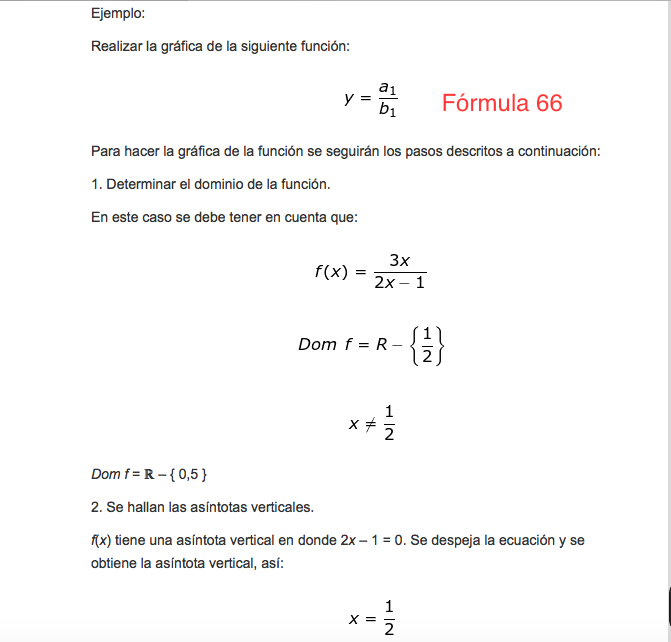 Ejemplo:
Realizar la gráfica de la siguiente función:
y = a₁/b₁ Fórmula 66
Para hacer la gráfica de la función se seguirán los pasos descritos a continuación:
1. Determinar el dominio de la función.
En este caso se debe tener en cuenta que:
f(x) = 3x/(2x – 1)
Dom f = R – {1/2}
x ≠ 1/2
Dom f = ℝ – { 0,5 }
2. Se hallan las asíntotas verticales.
f(x) tiene una asíntota vertical en donde 2x – 1 = 0. Se despeja la ecuación y se
obtiene la asíntota vertical, así:
x = 1/2